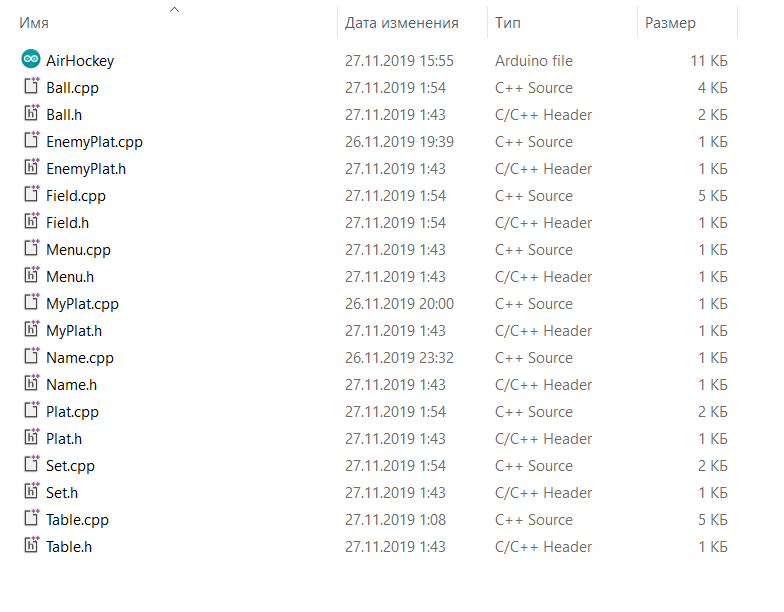 Имя Дата изменения Тип Размер
AirHockey 27.11.2019 15:55 Arduino file 11 КБ
Ball.cpp 27.11.2019 1:54 C++ Source 4 КБ
Ball.h 27.11.2019 1:43 C/C++ Header 2 КБ
EnemyPlat.cpp 26.11.2019 19:39 C++ Source 1 КБ
EnemyPlat.h 27.11.2019 1:43 C/C++ Header 1 КБ
Field.cpp 27.11.2019 1:54 C++ Source 5 КБ
Field.h 27.11.2019 1:54 C/C++ Header 1 КБ
Menu.cpp 27.11.2019 1:43 C++ Source 1 КБ
Menu.h 27.11.2019 1:43 C/C++ Header 1 КБ
MyPlat.cpp 26.11.2019 20:00 C++ Source 1 КБ
MyPlat.h 27.11.2019 1:43 C/C++ Header 1 КБ
Name.cpp 26.11.2019 23:32 C++ Source 1 КБ
Name.h 27.11.2019 1:43 C/C++ Header 1 КБ
Plat.cpp 27.11.2019 1:54 C++ Source 2 КБ
Plat.h 27.11.2019 1:43 C/C++ Header 1 КБ
Set.cpp 27.11.2019 1:54 C++ Source 2 КБ
Set.h 27.11.2019 1:43 C/C++ Header 1 КБ
Table.cpp 27.11.2019 1:08 C++ Source 5 КБ
Table.h 27.11.2019 1:43 C/C++ Header 1 КБ